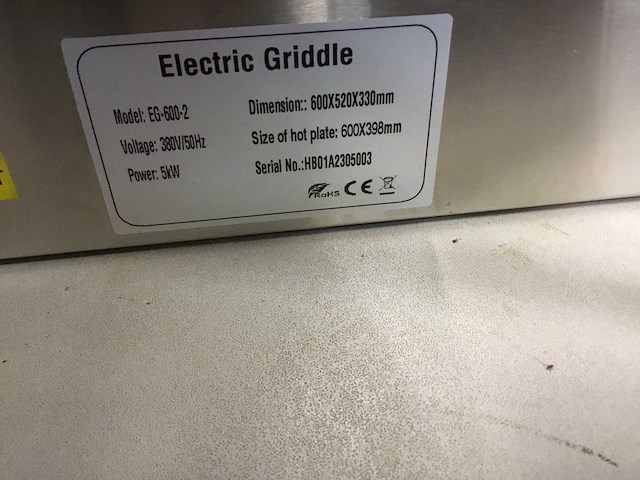 Electric Griddle
Model: EG-600-2
Voltage: 380V/50Hz
Power: 5kW
Dimension:: 600X520X330mm
Size of hot plate: 600X398mm
Serial No.:HB01A2305003
RoHS CE